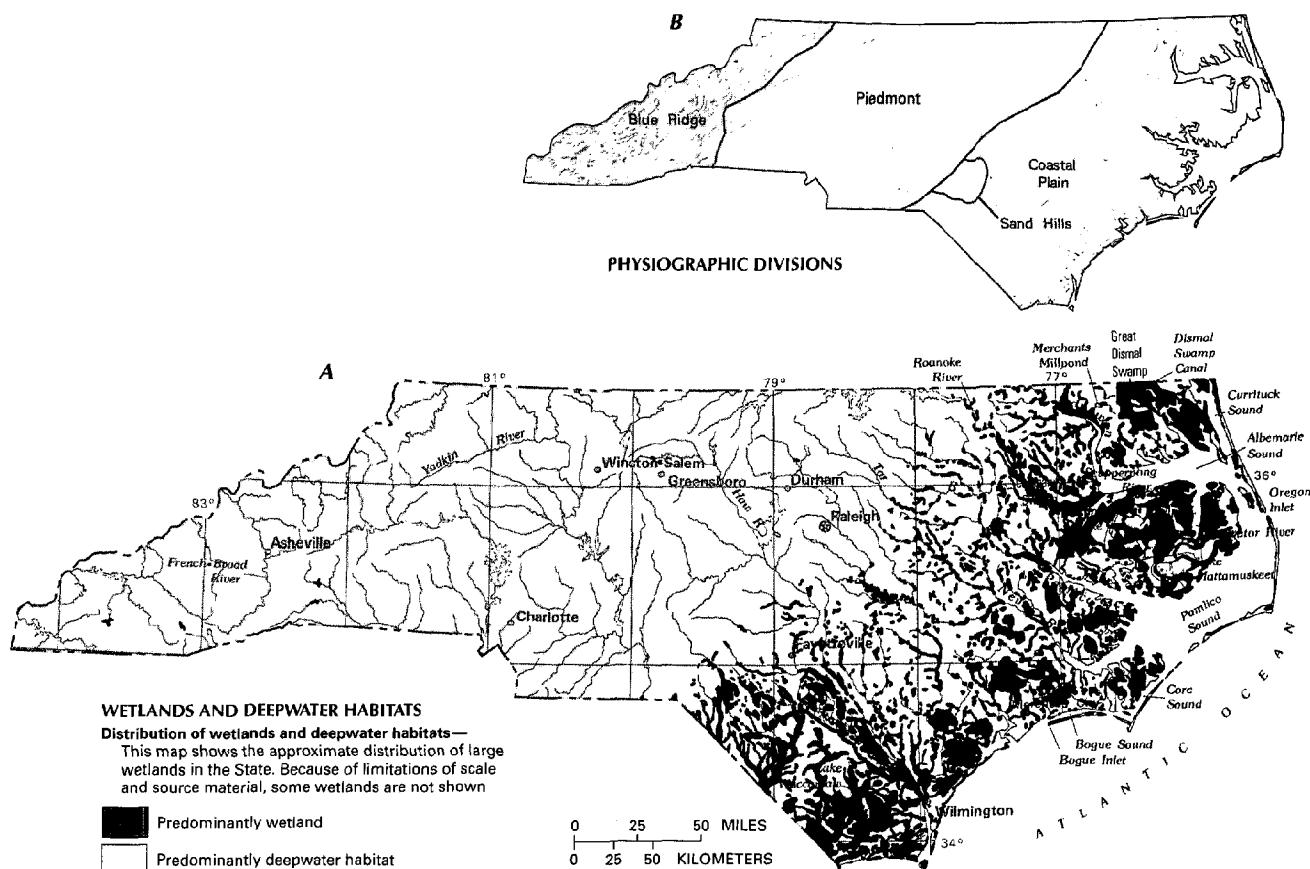 B
Blue Ridge
Piedmont
Coastal
Plain
Sand Hills
PHYSIOGRAPHIC DIVISIONS
A
81°
79°
Roanoke
River
Merchants
Millpond
77°
Great
Dismal
Swamp
Dismal
Swamp
Canal
Currituck
Sound
Albemarle
Sound
36°
Oregon
Inlet
Yadkin River
Winston-Salem
Greensboro
Haw R
Durham
Tar
Raleigh
83°
Asheville
French Broad
River
Charlotte
Fayetteville
River
Mattamuskeet
Pamlico
Sound
Core
Sound
Bogue Sound
Bogue Inlet
ATLANTIC OCEAN
Lake
Wilmington
34°
WETLANDS AND DEEPWATER HABITATS
Distribution of wetlands and deepwater habitats—
This map shows the approximate distribution of large
wetlands in the State. Because of limitations of scale
and source material, some wetlands are not shown
Predominantly wetland
Predominantly deepwater habitat
0 25 50 MILES
0 25 50 KILOMETERS